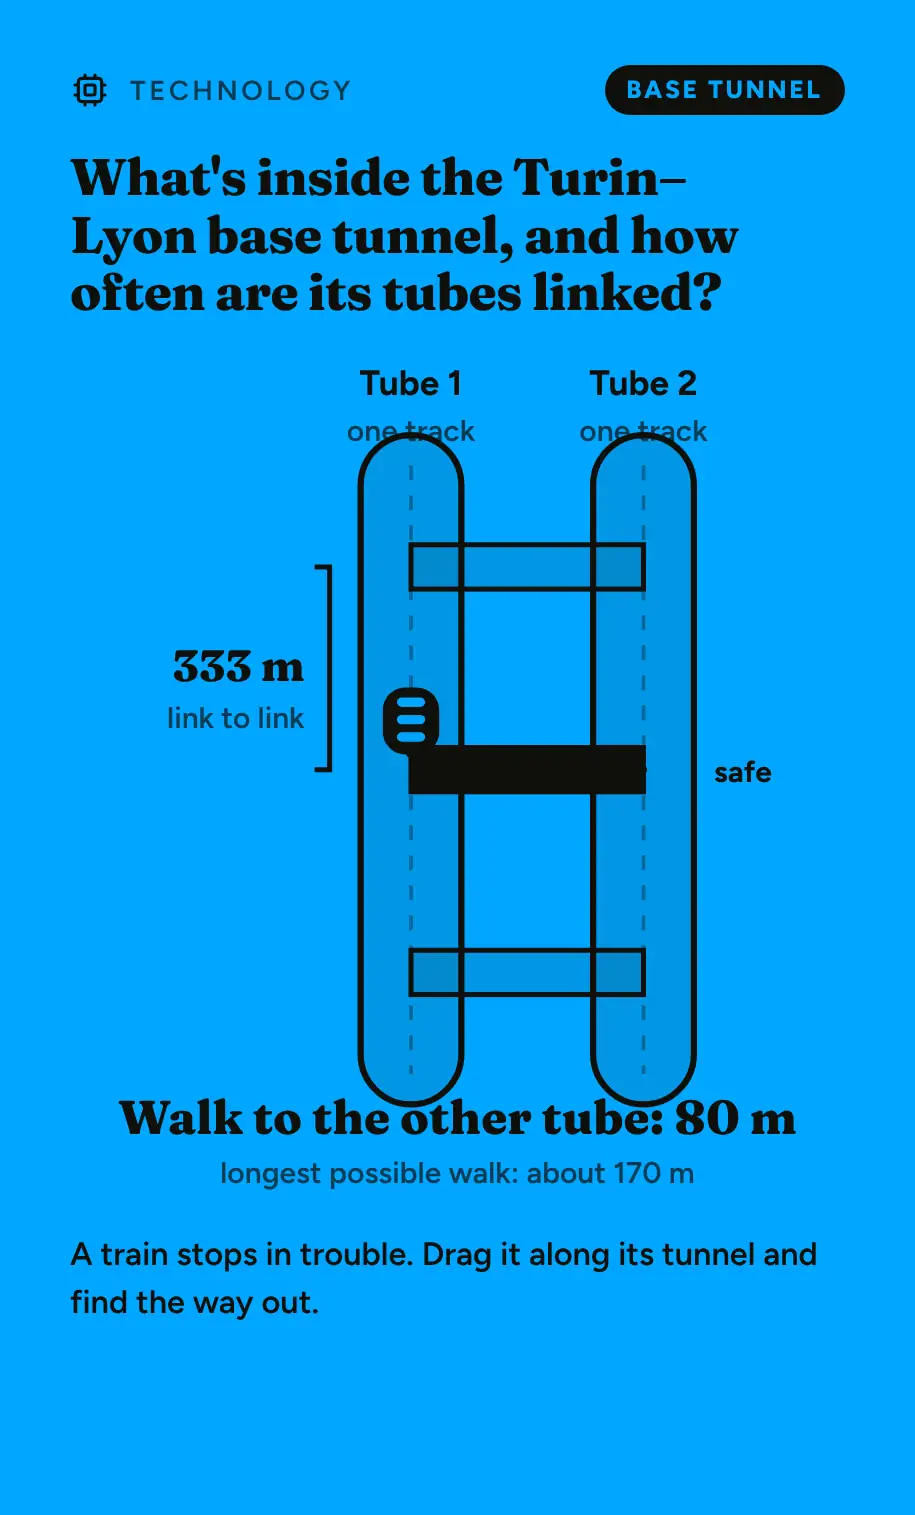 TECHNOLOGY
BASE TUNNEL
What's inside the Turin–
Lyon base tunnel, and how
often are its tubes linked?
Tube 1
Tube 2
one track
one track
333 m
link to link
safe
Walk to the other tube: 80 m
longest possible walk: about 170 m
A train stops in trouble. Drag it along its tunnel and
find the way out.